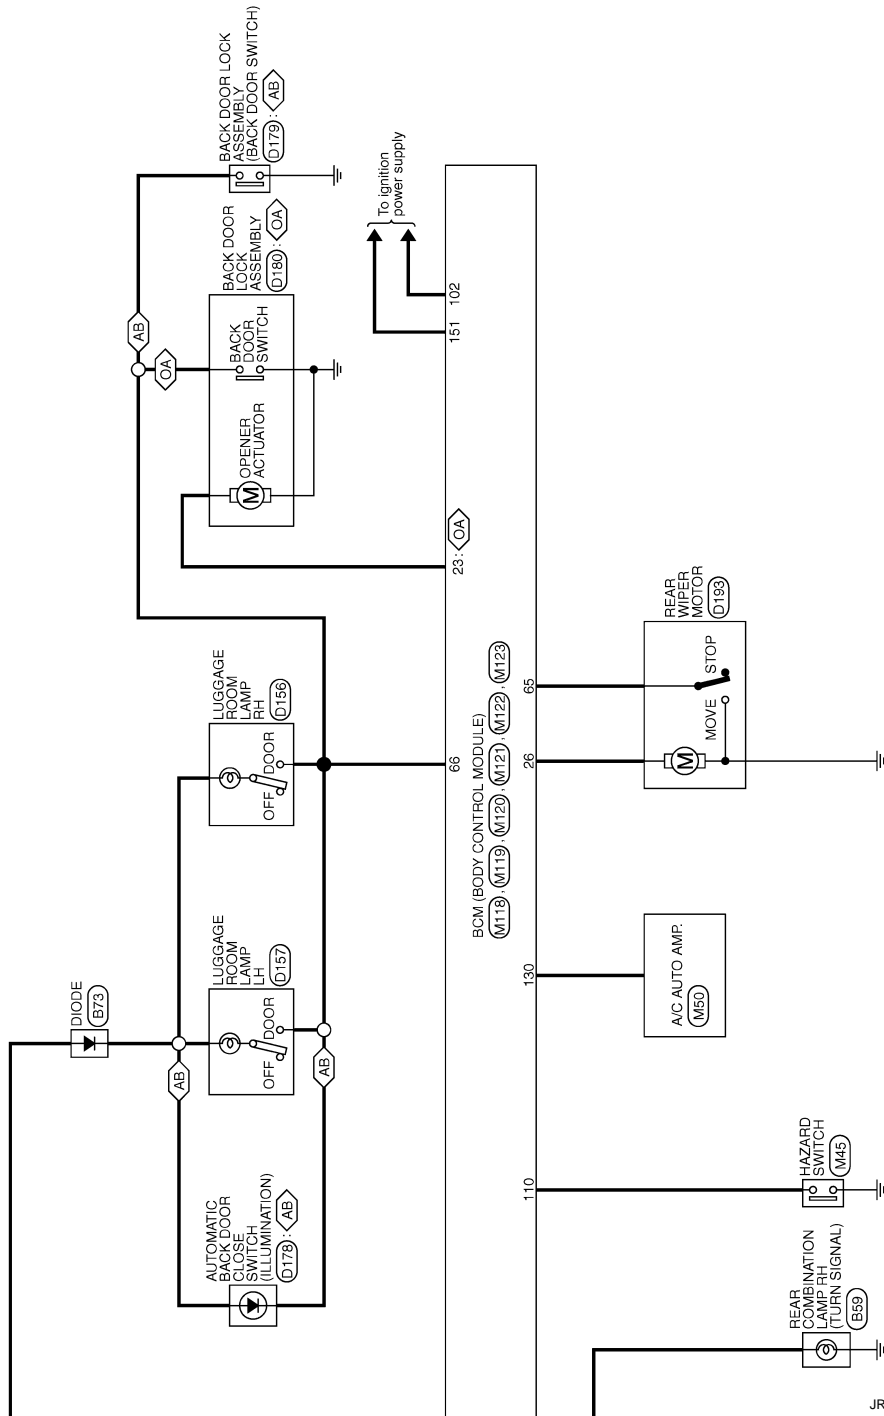 BACK DOOR LOCK
ASSEMBLY
(BACK DOOR SWITCH)
D179 : AB
To ignition
power supply
BACK DOOR
LOCK
ASSEMBLY
D180 : OA
102
151
AB
OA
BACK
DOOR
SWITCH
OPENER
ACTUATOR
M
23 : OA
REAR
WIPER
MOTOR
D193
STOP
MOVE
M
65
26
LUGGAGE
ROOM
LAMP
RH
D156
DOOR
OFF
66
BCM (BODY CONTROL MODULE)
M118 , M119 , M120 , M121 , M122 , M123
LUGGAGE
ROOM
LAMP
LH
D157
DOOR
OFF
DIODE
B73
AB
AB
130
A/C AUTO AMP.
M50
AUTOMATIC
BACK DOOR
CLOSE
SWITCH
(ILLUMINATION)
D178 : AB
110
HAZARD
SWITCH
M45
REAR
COMBINATION
LAMP RH
(TURN SIGNAL)
B59
JR